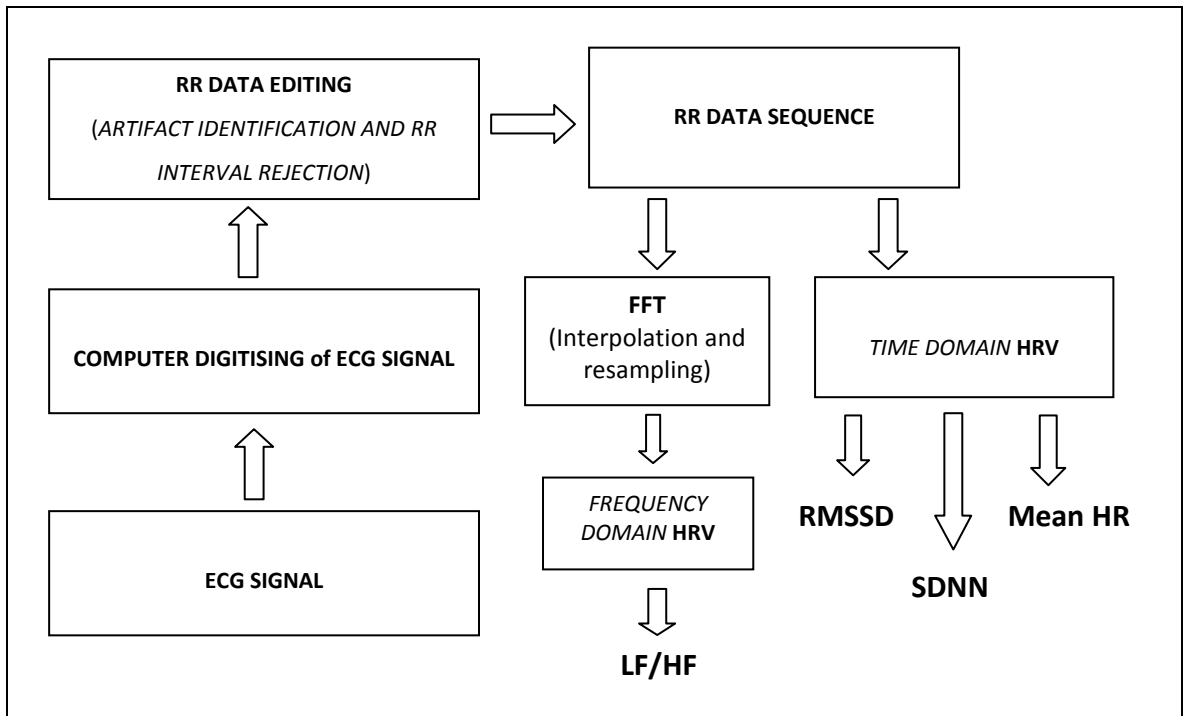 RR DATA EDITING
(ARTIFACT IDENTIFICATION AND RR
INTERVAL REJECTION)
RR DATA SEQUENCE
COMPUTER DIGITISING of ECG SIGNAL
FFT
(Interpolation and
resampling)
TIME DOMAIN HRV
ECG SIGNAL
FREQUENCY
DOMAIN HRV
RMSSD
Mean HR
SDNN
LF/HF